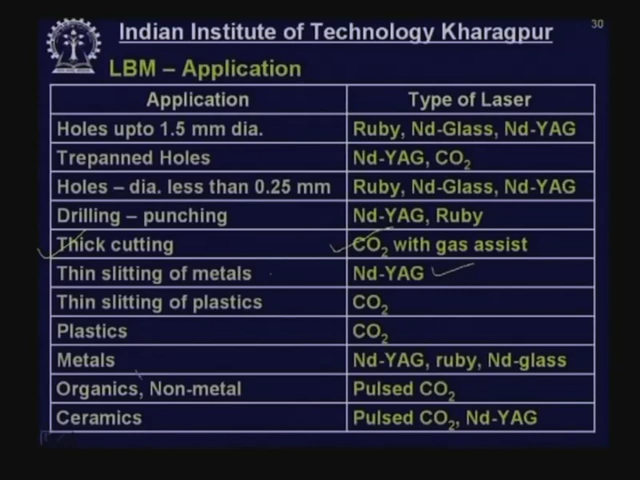 30
Indian Institute of Technology Kharagpur
LBM – Application
Application Type of Laser
Holes upto 1.5 mm dia. Ruby, Nd-Glass, Nd-YAG
Trepanned Holes Nd-YAG, CO₂
Holes – dia. less than 0.25 mm Ruby, Nd-Glass, Nd-YAG
Drilling – punching Nd-YAG, Ruby
Thick cutting CO₂ with gas assist
Thin slitting of metals Nd-YAG
Thin slitting of plastics CO₂
Plastics CO₂
Metals Nd-YAG, ruby, Nd-glass
Organics, Non-metal Pulsed CO₂
Ceramics Pulsed CO₂, Nd-YAG